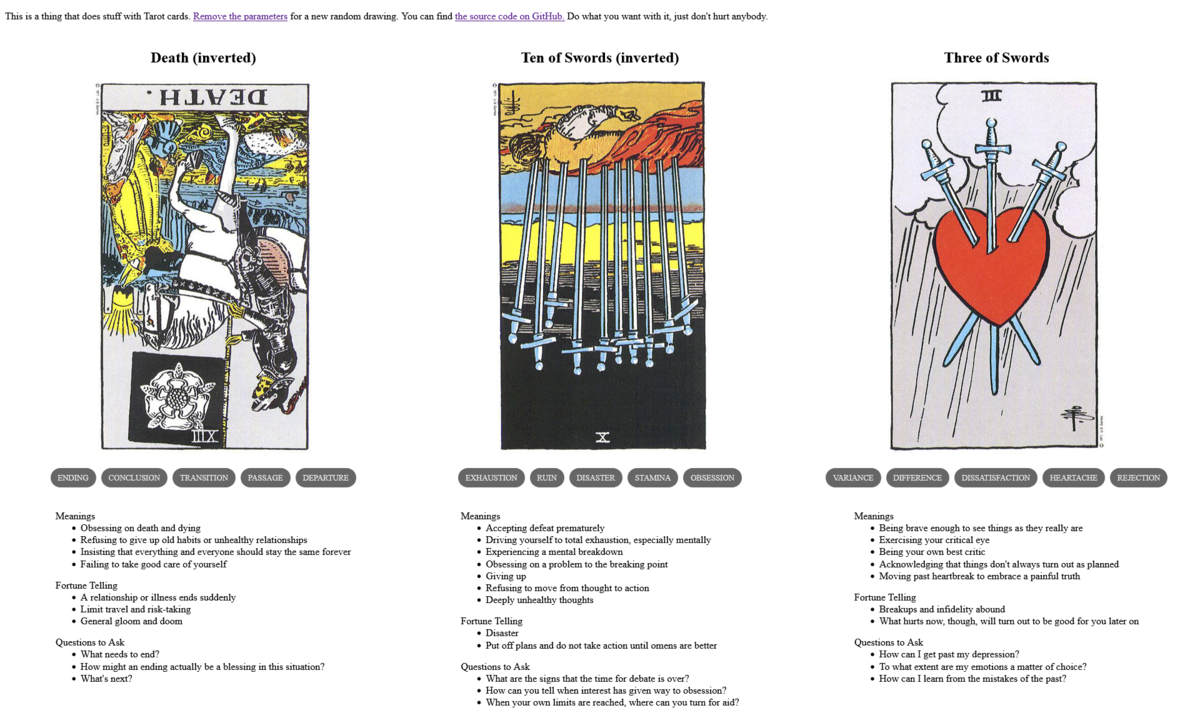 This is a thing that does stuff with Tarot cards. Remove the parameters for a new random drawing. You can find the source code on GitHub. Do what you want with it, just don't hurt anybody.
Death (inverted)
DEATH.
XIII
ENDING
CONCLUSION
TRANSITION
PASSAGE
DEPARTURE
Meanings
Obsessing on death and dying
Refusing to give up old habits or unhealthy relationships
Insisting that everything and everyone should stay the same forever
Failing to take good care of yourself
Fortune Telling
A relationship or illness ends suddenly
Limit travel and risk-taking
General gloom and doom
Questions to Ask
What needs to end?
How might an ending actually be a blessing in this situation?
What's next?
Ten of Swords (inverted)
X
EXHAUSTION
RUIN
DISASTER
STAMINA
OBSESSION
Meanings
Accepting defeat prematurely
Driving yourself to total exhaustion, especially mentally
Experiencing a mental breakdown
Obsessing on a problem to the breaking point
Giving up
Refusing to move from thought to action
Deeply unhealthy thoughts
Fortune Telling
Disaster
Put off plans and do not take action until omens are better
Questions to Ask
What are the signs that the time for debate is over?
How can you tell when interest has given way to obsession?
When your own limits are reached, where can you turn for aid?
Three of Swords
III
VARIANCE
DIFFERENCE
DISSATISFACTION
HEARTACHE
REJECTION
Meanings
Being brave enough to see things as they really are
Exercising your critical eye
Being your own best critic
Acknowledging that things don't always turn out as planned
Moving past heartbreak to embrace a painful truth
Fortune Telling
Breakups and infidelity abound
What hurts now, though, will turn out to be good for you later on
Questions to Ask
How can I get past my depression?
To what extent are my emotions a matter of choice?
How can I learn from the mistakes of the past?